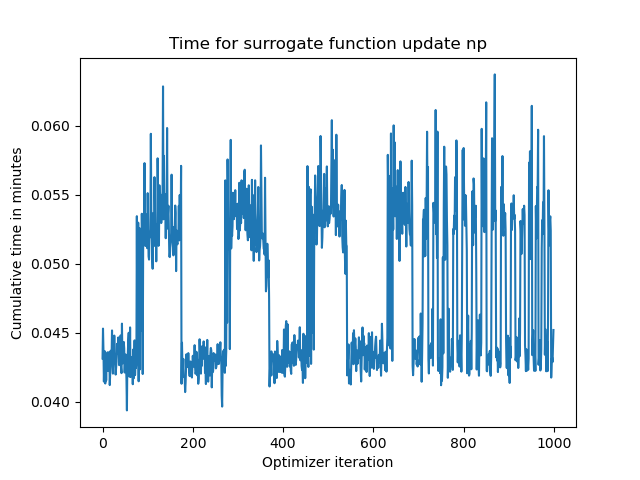 Time for surrogate function update np
Cumulative time in minutes
0.060
0.055
0.050
0.045
0.040
0 200 400 600 800 1000
Optimizer iteration